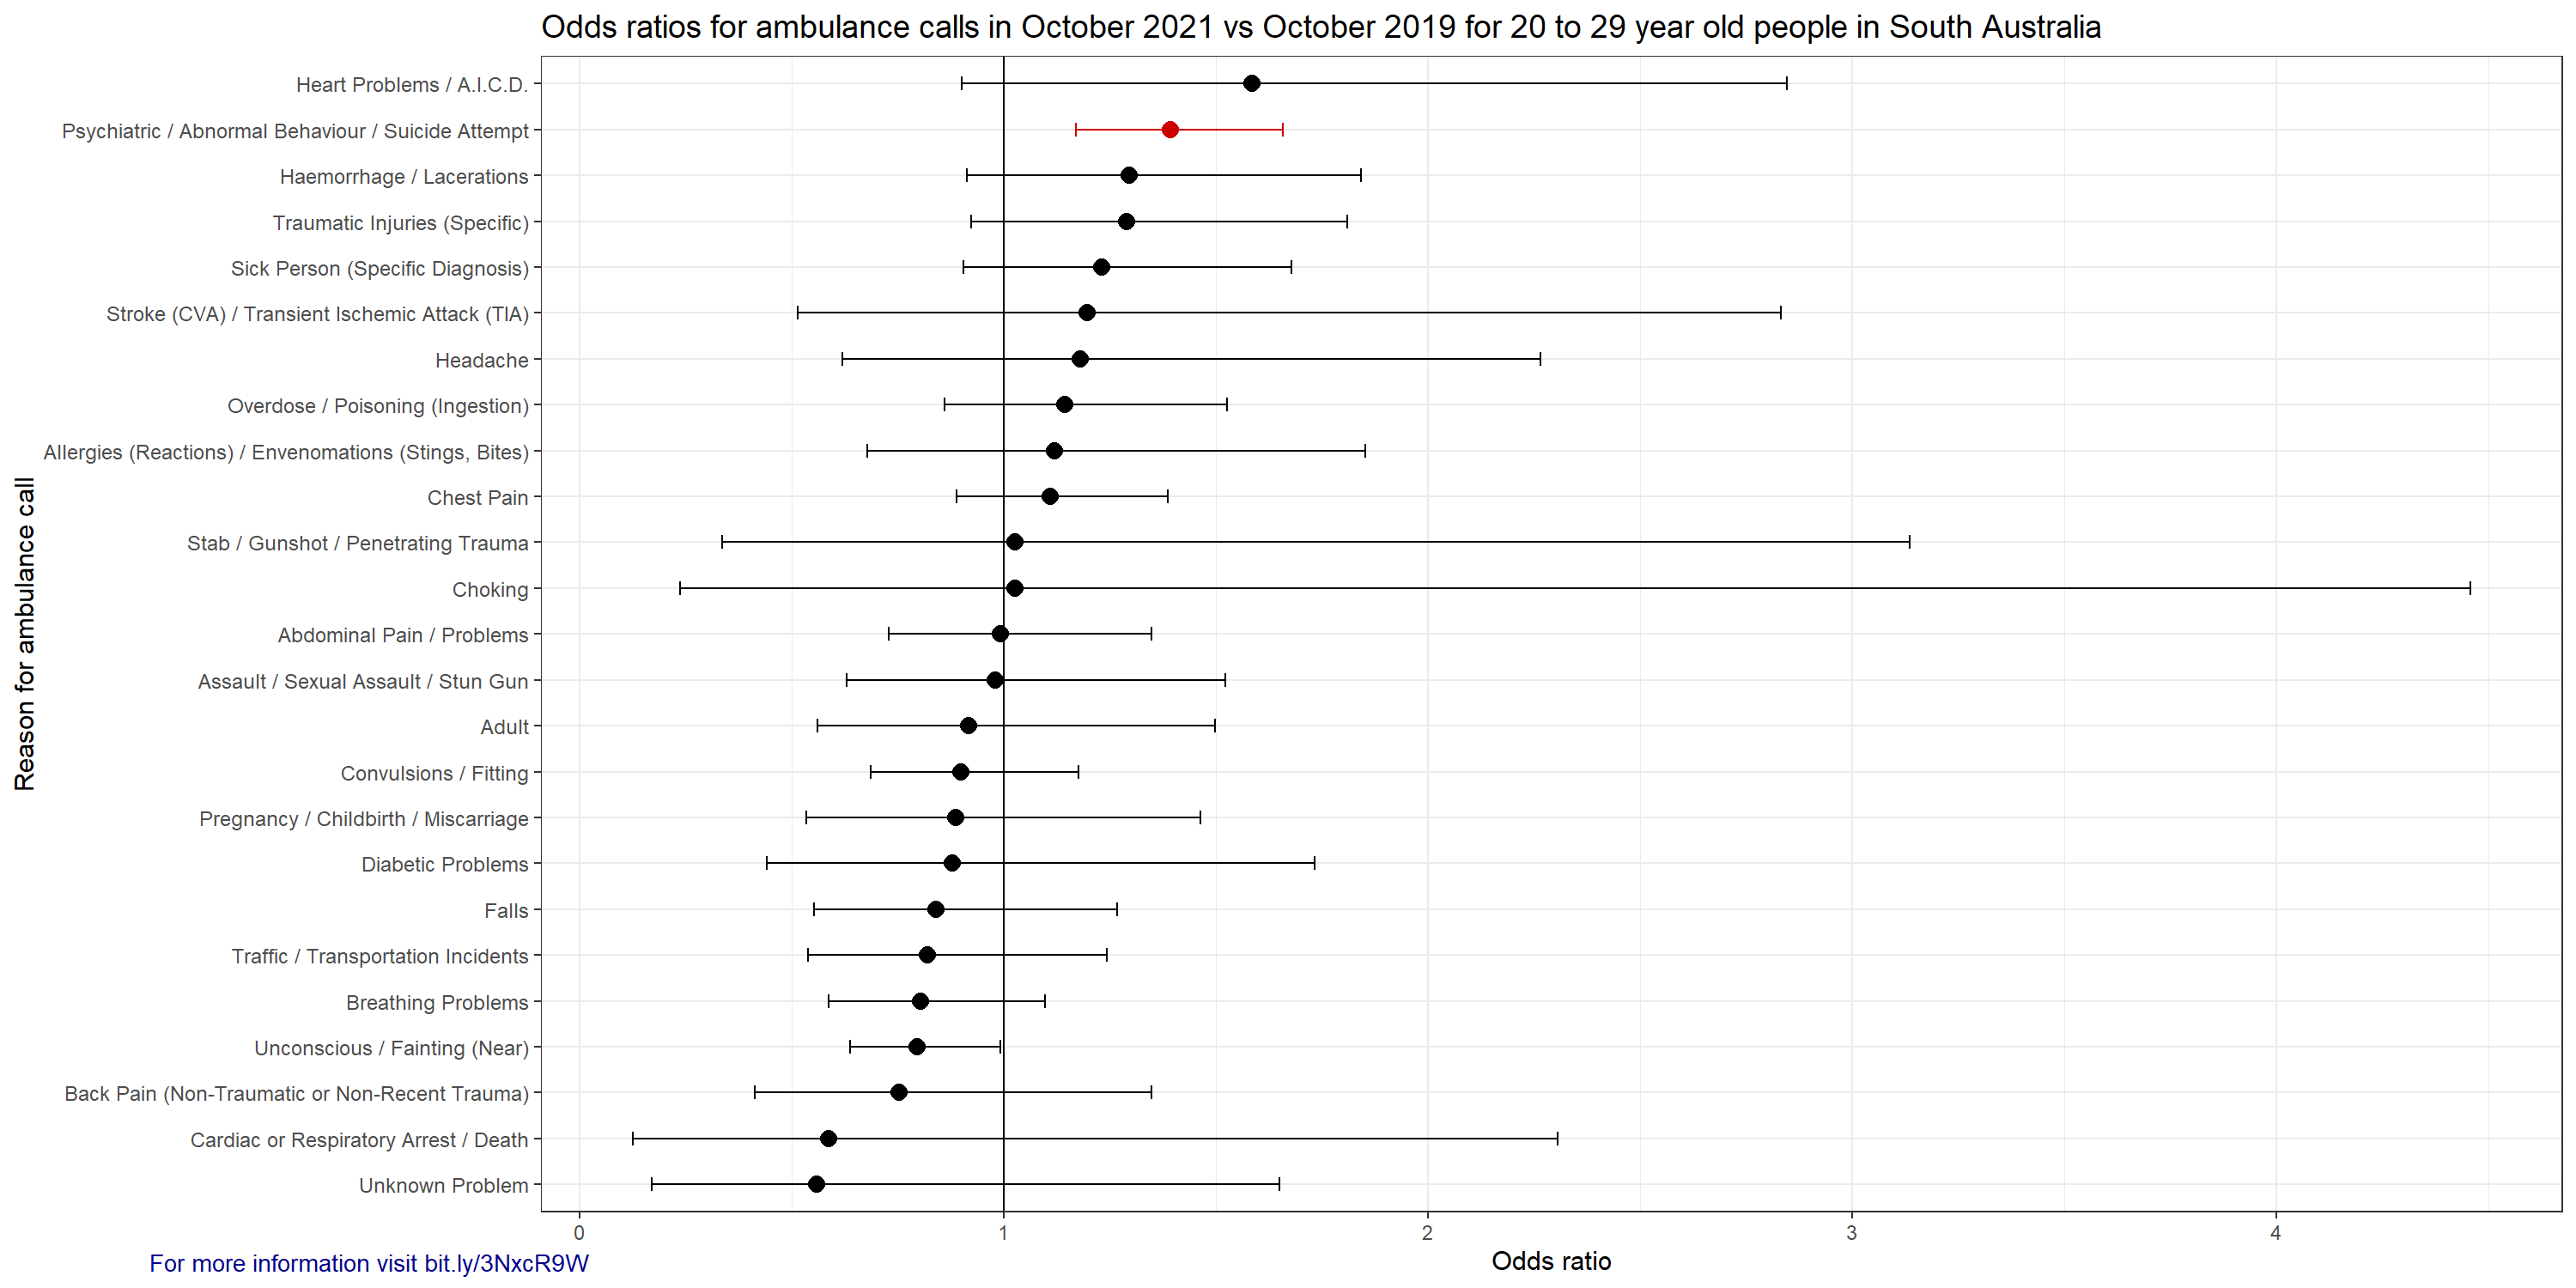 Odds ratios for ambulance calls in October 2021 vs October 2019 for 20 to 29 year old people in South Australia
Reason for ambulance call
Heart Problems / A.I.C.D.
Psychiatric / Abnormal Behaviour / Suicide Attempt
Haemorrhage / Lacerations
Traumatic Injuries (Specific)
Sick Person (Specific Diagnosis)
Stroke (CVA) / Transient Ischemic Attack (TIA)
Headache
Overdose / Poisoning (Ingestion)
Allergies (Reactions) / Envenomations (Stings, Bites)
Chest Pain
Stab / Gunshot / Penetrating Trauma
Choking
Abdominal Pain / Problems
Assault / Sexual Assault / Stun Gun
Adult
Convulsions / Fitting
Pregnancy / Childbirth / Miscarriage
Diabetic Problems
Falls
Traffic / Transportation Incidents
Breathing Problems
Unconscious / Fainting (Near)
Back Pain (Non-Traumatic or Non-Recent Trauma)
Cardiac or Respiratory Arrest / Death
Unknown Problem
0 1 2 3 4
Odds ratio
For more information visit bit.ly/3NxcR9W